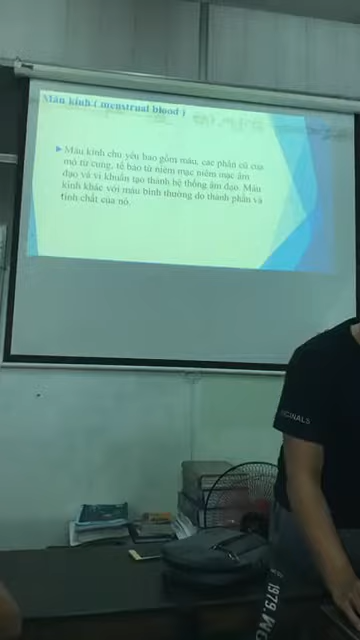 Máu kinh ( menstrual blood )
Máu kinh chủ yếu bao gồm máu, các phần cũ của
mô tử cung, tế bào từ niêm mạc niêm mạc âm
đạo và vi khuẩn tạo thành hệ thống âm đạo. Máu
kinh khác với máu bình thường do thành phần và
tính chất của nó.
1979.